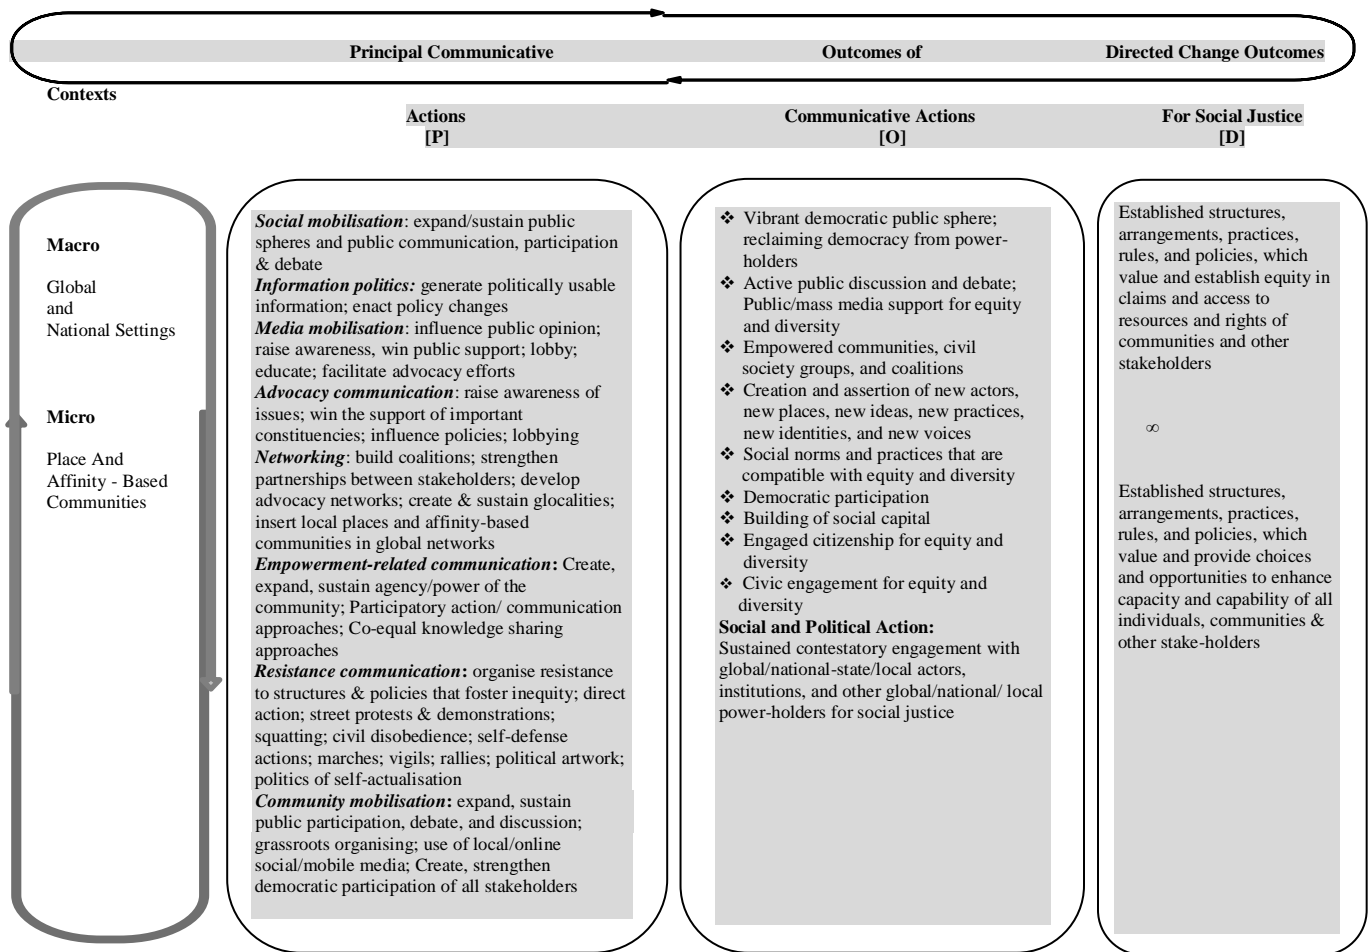 Principal Communicative
Outcomes of
Directed Change Outcomes
Contexts
Actions
[P]
Communicative Actions
[O]
For Social Justice
[D]
Macro
Global
and
National Settings
Micro
Place And
Affinity - Based
Communities
Social mobilisation: expand/sustain public
spheres and public communication, participation
& debate
Information politics: generate politically usable
information; enact policy changes
Media mobilisation: influence public opinion;
raise awareness, win public support; lobby;
educate; facilitate advocacy efforts
Advocacy communication: raise awareness of
issues; win the support of important
constituencies; influence policies; lobbying
Networking: build coalitions; strengthen
partnerships between stakeholders; develop
advocacy networks; create & sustain glocalities;
insert local places and affinity-based
communities in global networks
Empowerment-related communication: Create,
expand, sustain agency/power of the
community; Participatory action/ communication
approaches; Co-equal knowledge sharing
approaches
Resistance communication: organise resistance
to structures & policies that foster inequity; direct
action; street protests & demonstrations;
squatting; civil disobedience; self-defense
actions; marches; vigils; rallies; political artwork;
politics of self-actualisation
Community mobilisation: expand, sustain
public participation, debate, and discussion;
grassroots organising; use of local/online
social/mobile media; Create, strengthen
democratic participation of all stakeholders
❖ Vibrant democratic public sphere;
reclaiming democracy from power-
holders
❖ Active public discussion and debate;
Public/mass media support for equity
and diversity
❖ Empowered communities, civil
society groups, and coalitions
❖ Creation and assertion of new actors,
new places, new ideas, new practices,
new identities, and new voices
❖ Social norms and practices that are
compatible with equity and diversity
❖ Democratic participation
❖ Building of social capital
❖ Engaged citizenship for equity and
diversity
❖ Civic engagement for equity and
diversity
Social and Political Action:
Sustained contestatory engagement with
global/national-state/local actors,
institutions, and other global/national/ local
power-holders for social justice
Established structures,
arrangements, practices,
rules, and policies, which
value and establish equity in
claims and access to
resources and rights of
communities and other
stakeholders
∞
Established structures,
arrangements, practices,
rules, and policies, which
value and provide choices
and opportunities to enhance
capacity and capability of all
individuals, communities &
other stake-holders